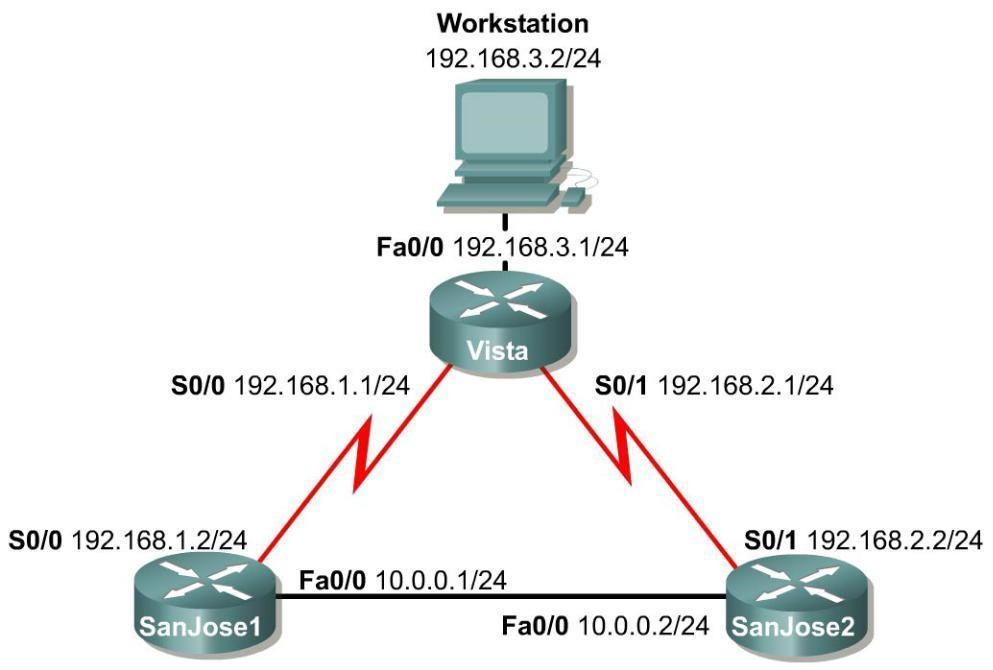 Workstation
192.168.3.2/24
Fa0/0 192.168.3.1/24
Vista
S0/0 192.168.1.1/24
S0/1 192.168.2.1/24
S0/0 192.168.1.2/24
S0/1 192.168.2.2/24
Fa0/0 10.0.0.1/24
SanJose1
Fa0/0 10.0.0.2/24
SanJose2